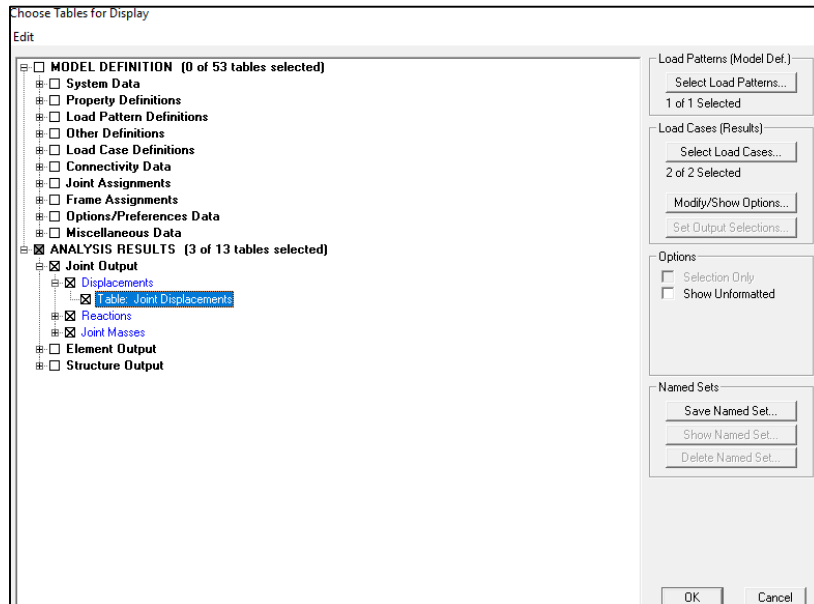 Choose Tables for Display
Edit
MODEL DEFINITION (0 of 53 tables selected)
System Data
Property Definitions
Load Pattern Definitions
Other Definitions
Load Case Definitions
Connectivity Data
Joint Assignments
Frame Assignments
Options/Preferences Data
Miscellaneous Data
ANALYSIS RESULTS (3 of 13 tables selected)
Joint Output
Displacements
Table: Joint Displacements
Reactions
Joint Masses
Element Output
Structure Output
Load Patterns (Model Def.)
Select Load Patterns...
1 of 1 Selected
Load Cases (Results)
Select Load Cases...
2 of 2 Selected
Modify/Show Options...
Set Output Selections...
Options
Selection Only
Show Unformatted
Named Sets
Save Named Set...
Show Named Set...
Delete Named Set...
OK
Cancel